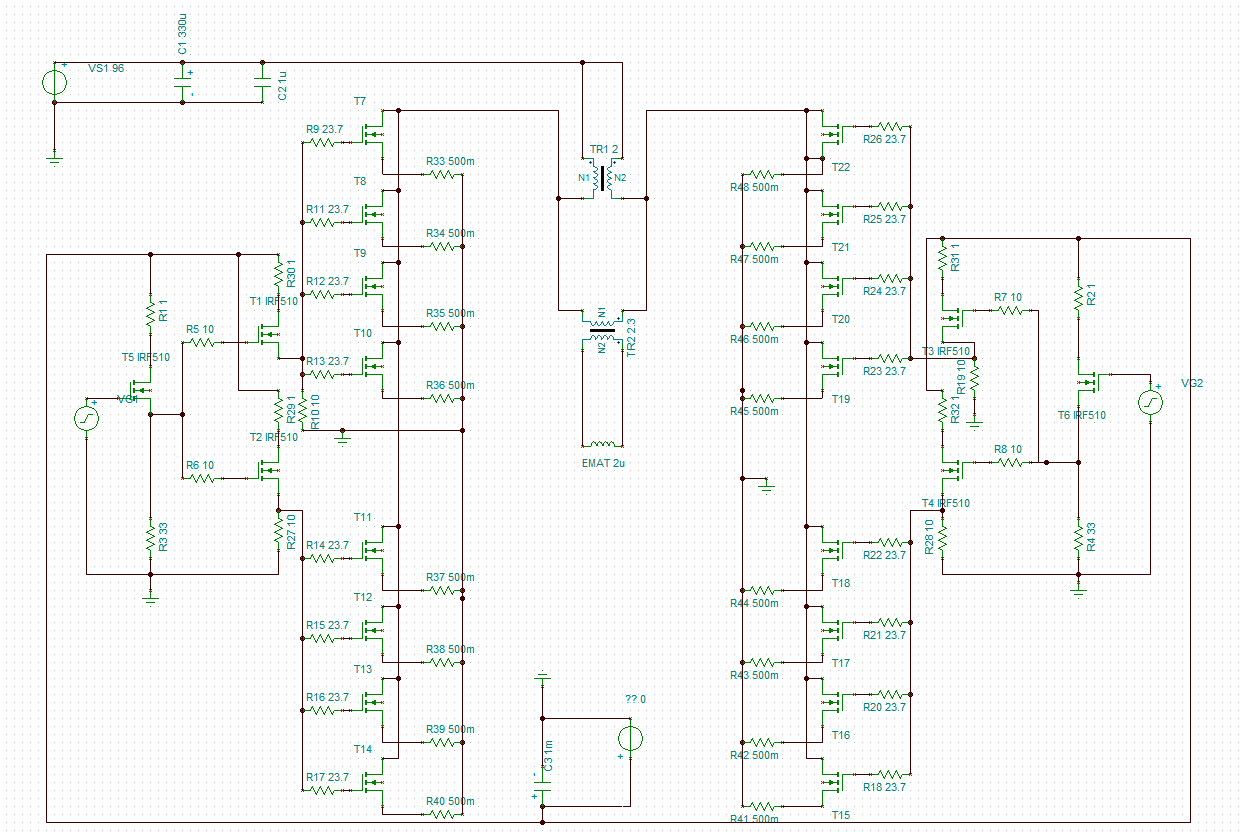 C1 330u
VS1 96
C2 1u
T7
R9 23.7
R26 23.7
TR1 2
R33 500m
T22
N1
N2
T8
R48 500m
R11 23.7
R25 23.7
R34 500m
T21
T9
R47 500m
R30 1
R31 1
R12 23.7
R24 23.7
T1 IRF510
R7 10
R2 1
R1 1
R35 500m
N1
T20
R5 10
T10
R46 500m
TR2 2.3
N2
T5 IRF510
T3 IRF510
R13 23.7
R23 23.7
R19 10
R36 500m
VG2
T19
R29 1
R10 10
R45 500m
R32 1
T6 IRF510
T2 IRF510
R8 10
R6 10
EMAT 2u
T4 IRF510
T11
R3 33
R27 10
R28 10
R4 33
R14 23.7
R22 23.7
R37 500m
T18
T12
R44 500m
R15 23.7
R21 23.7
R38 500m
T17
T13
R43 500m
R16 23.7
?? 0
R20 23.7
R39 500m
T16
T14
C3 1m
R42 500m
R17 23.7
R18 23.7
R40 500m
T15
R41 500m